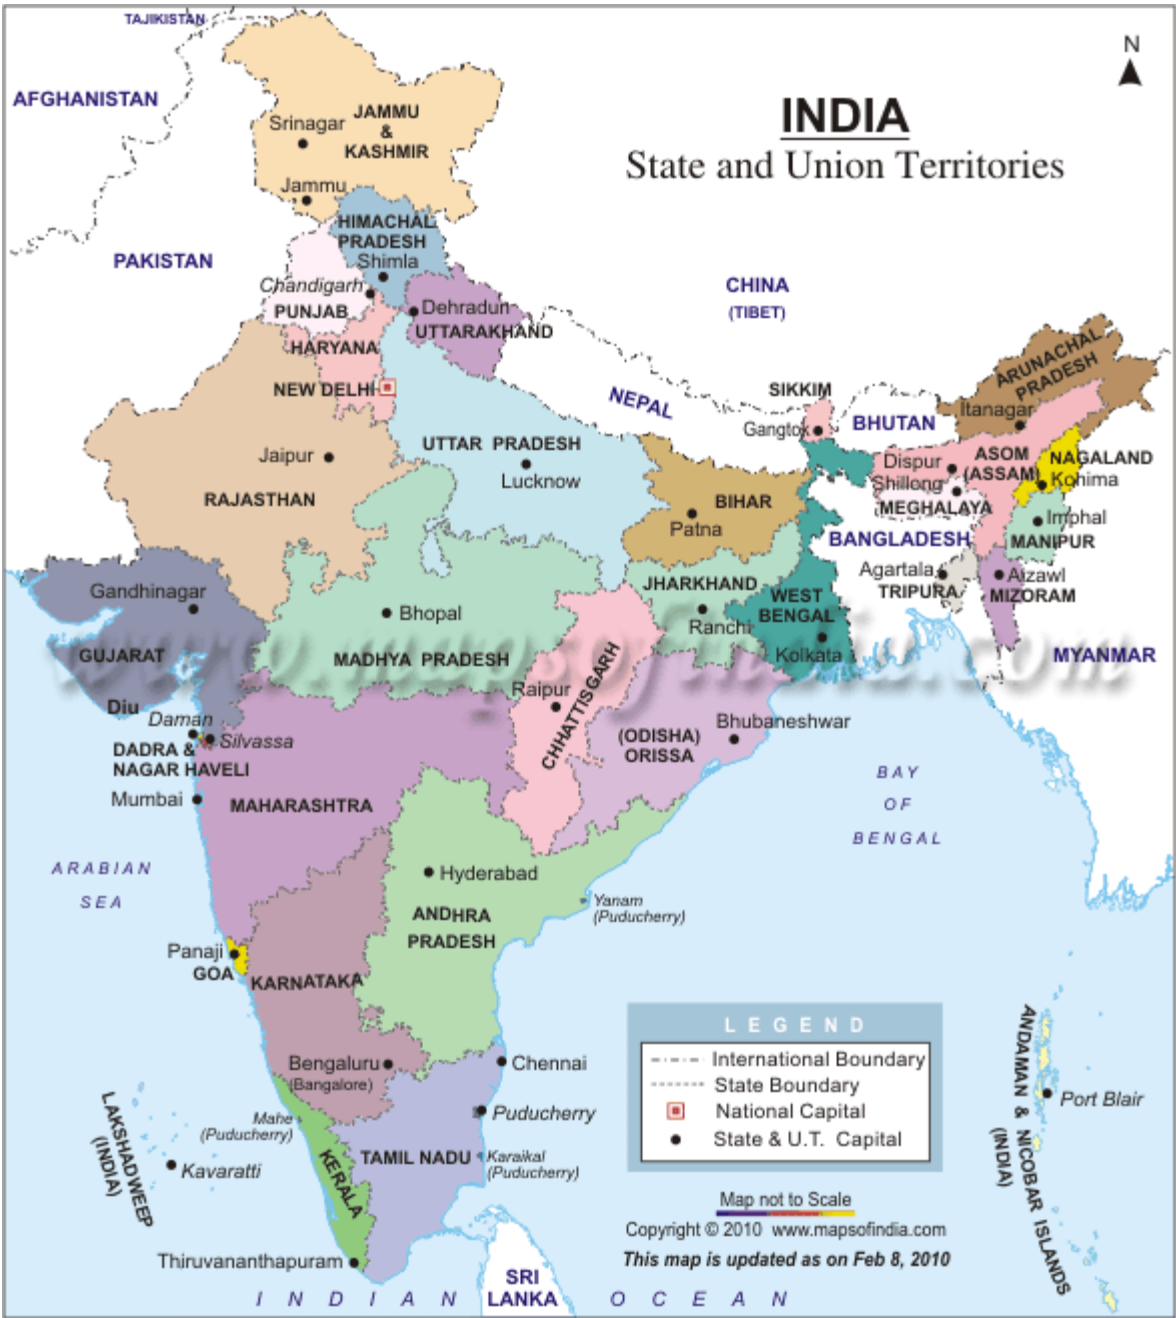 TAJIKISTAN
N
AFGHANISTAN
INDIA
State and Union Territories
JAMMU
&
KASHMIR
Srinagar
Jammu
HIMACHAL
PRADESH
Shimla
PAKISTAN
Chandigarh
PUNJAB
Dehradun
UTTARAKHAND
CHINA
(TIBET)
HARYANA
NEW DELHI
NEPAL
SIKKIM
Gangtok
BHUTAN
ARUNACHAL
PRADESH
Itanagar
UTTAR PRADESH
Lucknow
Jaipur
RAJASTHAN
BIHAR
Patna
Dispur
Shillong
MEGHALAYA
ASOM
(ASSAM)
NAGALAND
Kohima
Imphal
MANIPUR
BANGLADESH
Agartala
TRIPURA
Aizawl
MIZORAM
Gandhinagar
GUJARAT
Bhopal
MADHYA PRADESH
JHARKHAND
Ranchi
WEST
BENGAL
Kolkata
MYANMAR
www.mapsofindia.com
Diu
Daman
Silvassa
DADRA &
NAGAR HAVELI
Mumbai
MAHARASHTRA
Raipur
CHHATTISGARH
(ODISHA)
ORISSA
Bhubaneshwar
BAY
OF
BENGAL
ARABIAN
SEA
Hyderabad
ANDHRA
PRADESH
Yanam
(Puducherry)
Panaji
GOA
KARNATAKA
Bengaluru
(Bangalore)
Chennai
Mahe
(Puducherry)
Puducherry
KERALA
TAMIL NADU
Karaikal
(Puducherry)
LAKSHADWEEP
(INDIA)
Kavaratti
Thiruvananthapuram
LEGEND
International Boundary
State Boundary
National Capital
State & U.T. Capital
ANDAMAN & NICOBAR ISLANDS
(INDIA)
Port Blair
Map not to Scale
Copyright © 2010 www.mapsofindia.com
This map is updated as on Feb 8, 2010
SRI
LANKA
INDIAN OCEAN